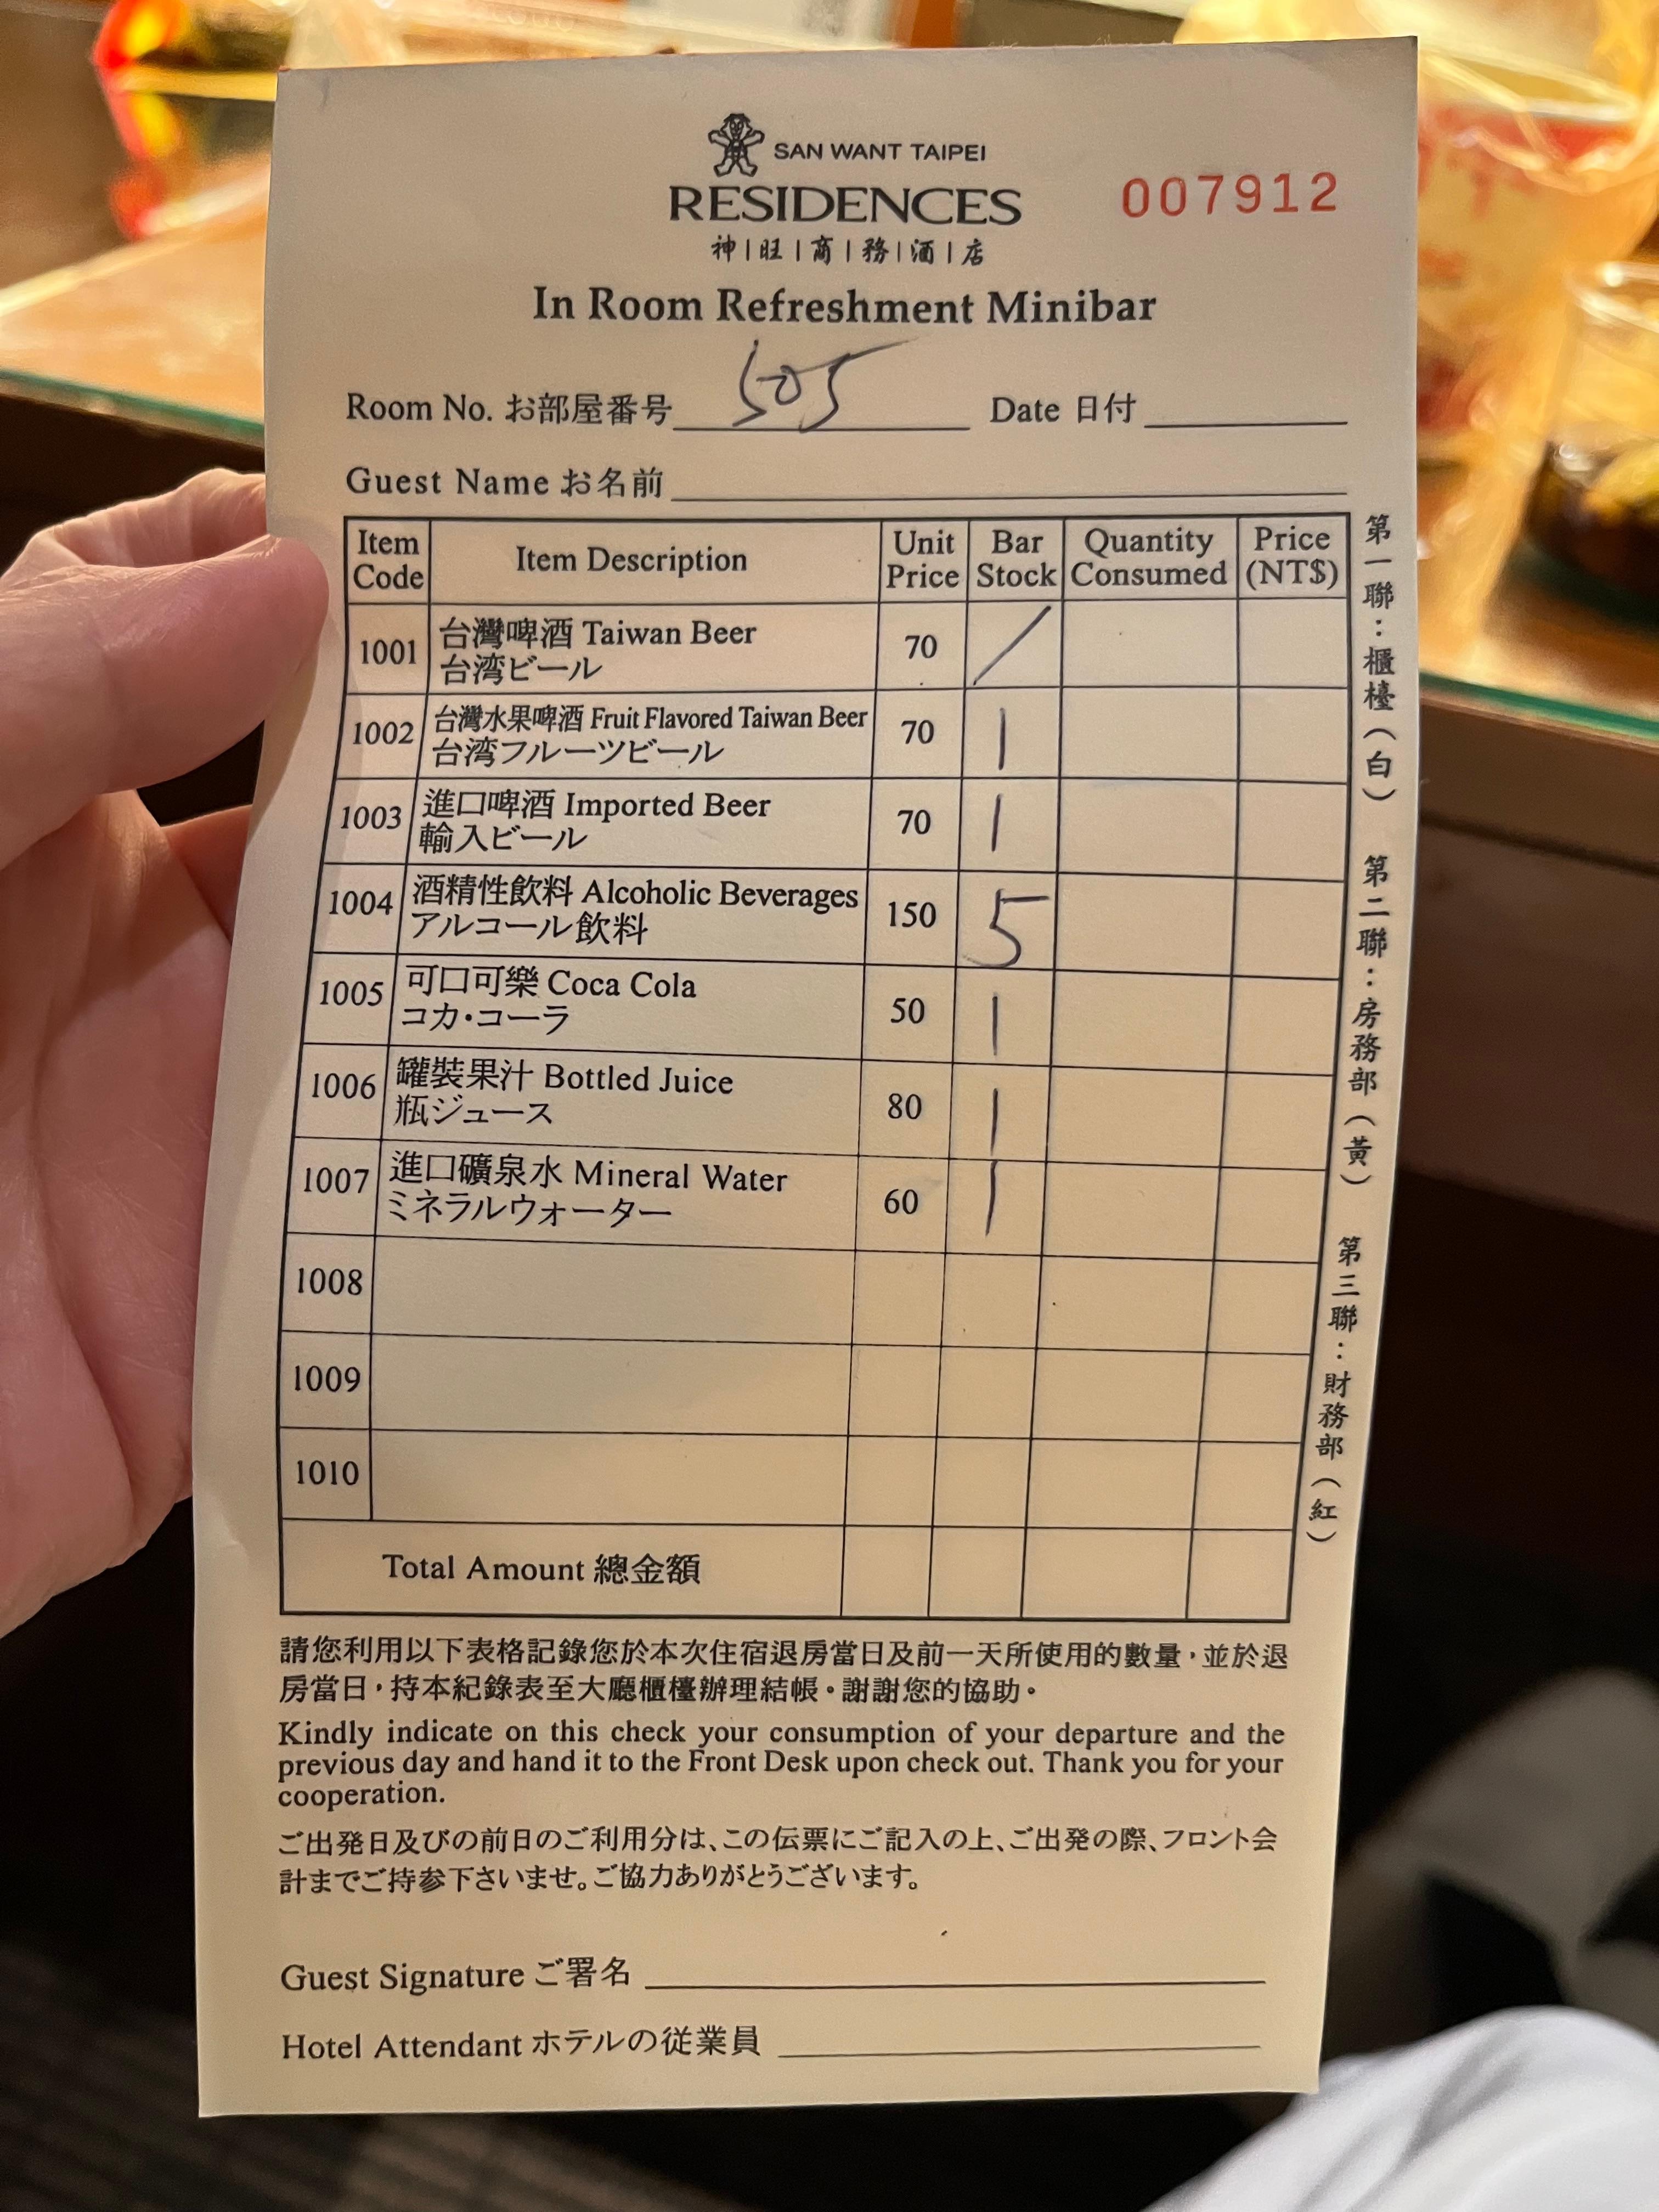 SAN WANT TAIPEI
RESIDENCES
007912
神|旺|商|務|酒|店
In Room Refreshment Minibar
Room No. お部屋番号 505 Date 日付
Guest Name お名前
Item Code Item Description Unit Price Bar Stock Quantity Consumed Price (NT$)
1001 台灣啤酒 Taiwan Beer 70 /
台湾ビール
1002 台灣水果啤酒 Fruit Flavored Taiwan Beer 70 1
台湾フルーツビール
1003 進口啤酒 Imported Beer 70 1
輸入ビール
1004 酒精性飲料 Alcoholic Beverages 150 5
アルコール飲料
1005 可口可樂 Coca Cola 50 1
コカ・コーラ
1006 罐裝果汁 Bottled Juice 80 1
瓶ジュース
1007 進口礦泉水 Mineral Water 60 1
ミネラルウォーター
1008
1009
1010
Total Amount 總金額
第一聯：櫃檯（白） 第二聯：房務部（黃） 第三聯：財務部（紅）
請您利用以下表格記錄您於本次住宿退房當日及前一天所使用的數量，並於退
房當日，持本紀錄表至大廳櫃檯辦理結帳。謝謝您的協助。
Kindly indicate on this check your consumption of your departure and the
previous day and hand it to the Front Desk upon check out. Thank you for your
cooperation.
ご出発日及びの前日のご利用分は、この伝票にご記入の上、ご出発の際、フロント会
計までご持参下さいませ。ご協力ありがとうございます。
Guest Signature ご署名
Hotel Attendant ホテルの従業員